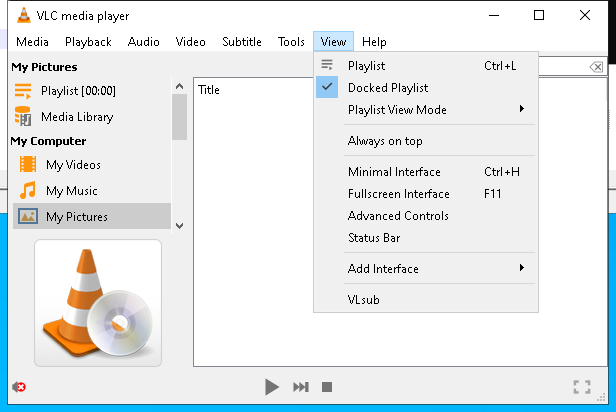 VLC media player
Media Playback Audio Video Subtitle Tools View Help
My Pictures
Playlist [00:00]
Media Library
My Computer
My Videos
My Music
My Pictures
Title
Playlist Ctrl+L
Docked Playlist
Playlist View Mode
Always on top
Minimal Interface Ctrl+H
Fullscreen Interface F11
Advanced Controls
Status Bar
Add Interface
VLsub